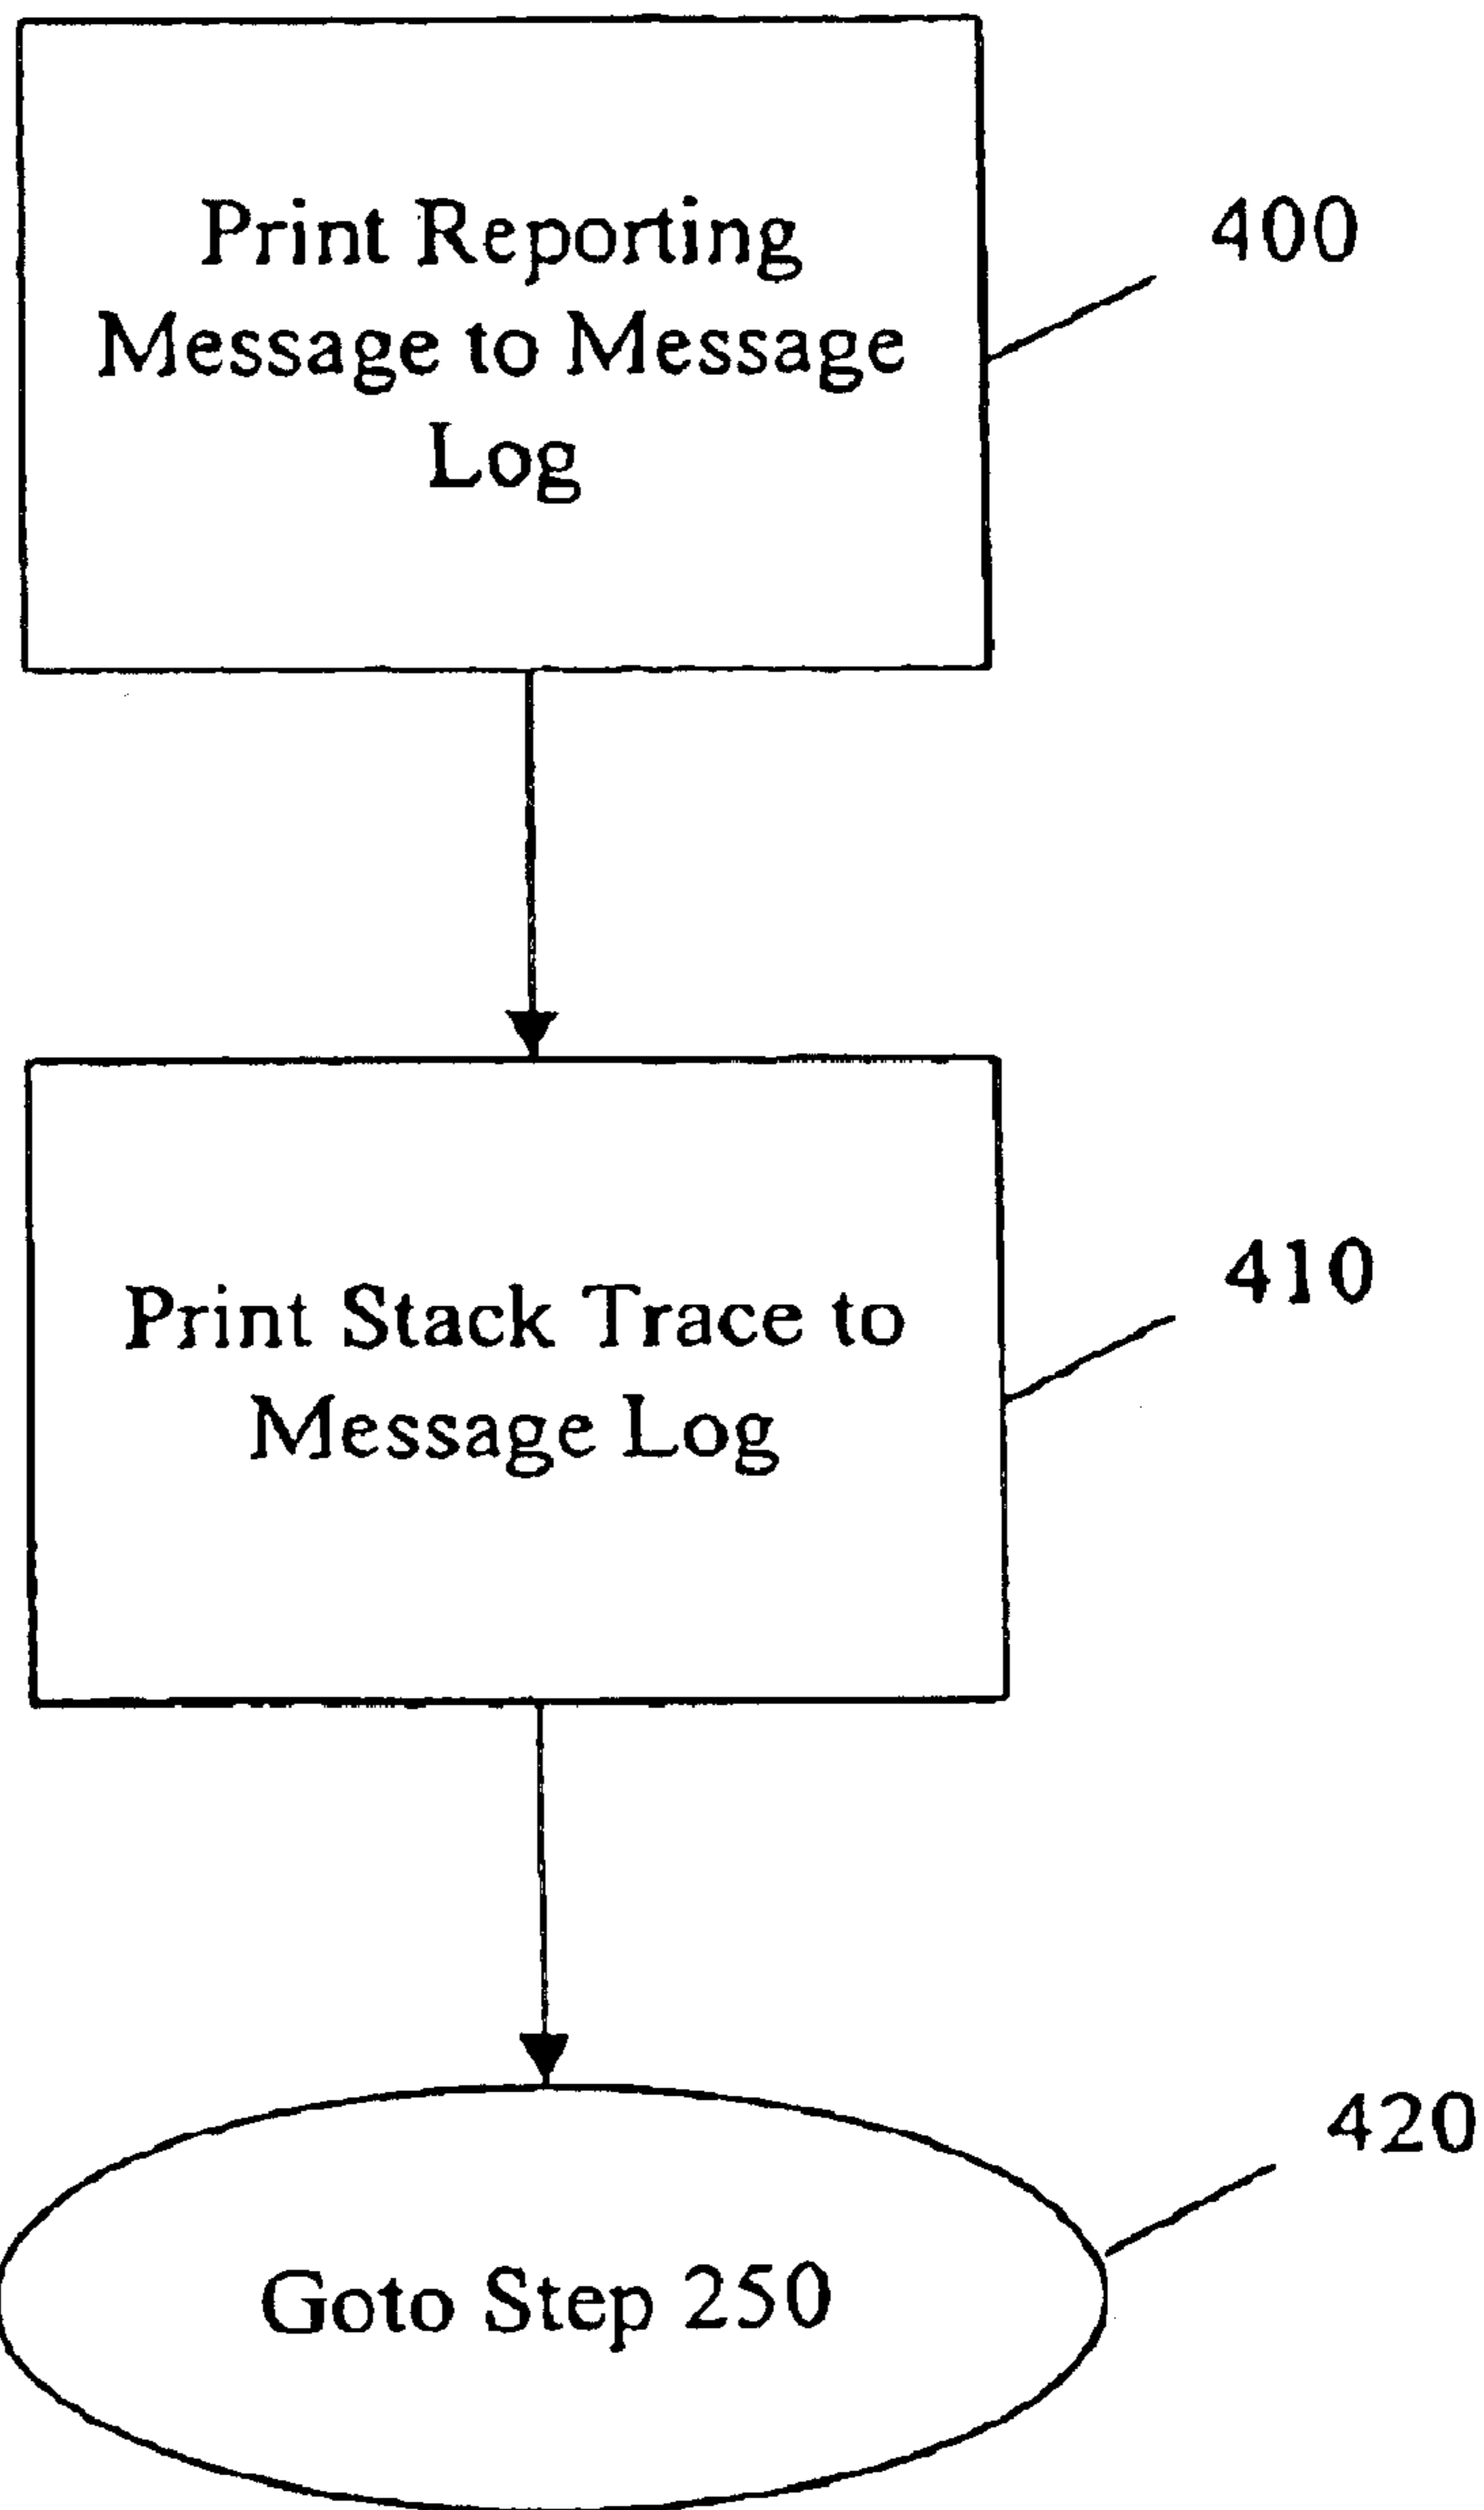 Print Reporting
Message to Message
Log
400
Print Stack Trace to
Message Log
410
Goto Step 250
420